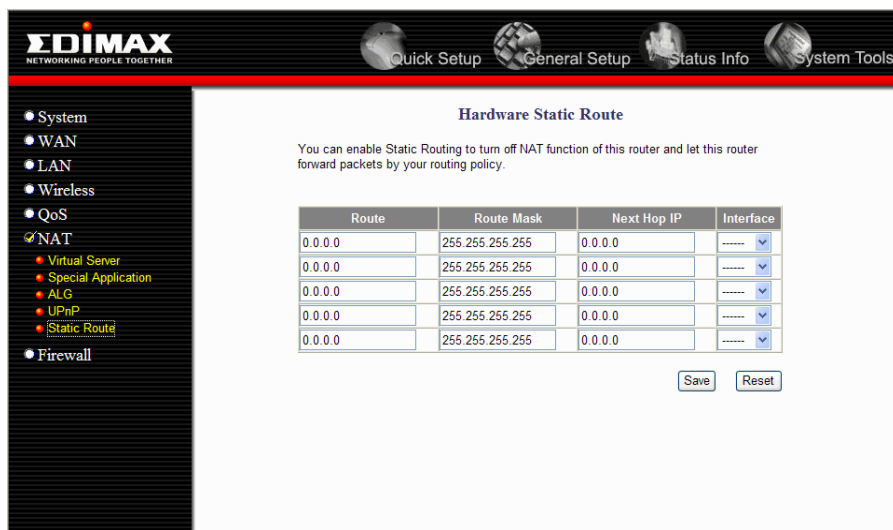 EDIMAX
NETWORKING PEOPLE TOGETHER
Quick Setup
General Setup
Status Info
System Tools
System
WAN
LAN
Wireless
QoS
NAT
Virtual Server
Special Application
ALG
UPnP
Static Route
Firewall
Hardware Static Route
You can enable Static Routing to turn off NAT function of this router and let this router
forward packets by your routing policy.
Route Route Mask Next Hop IP Interface
0.0.0.0 255.255.255.255 0.0.0.0 ------
0.0.0.0 255.255.255.255 0.0.0.0 ------
0.0.0.0 255.255.255.255 0.0.0.0 ------
0.0.0.0 255.255.255.255 0.0.0.0 ------
0.0.0.0 255.255.255.255 0.0.0.0 ------
Save Reset